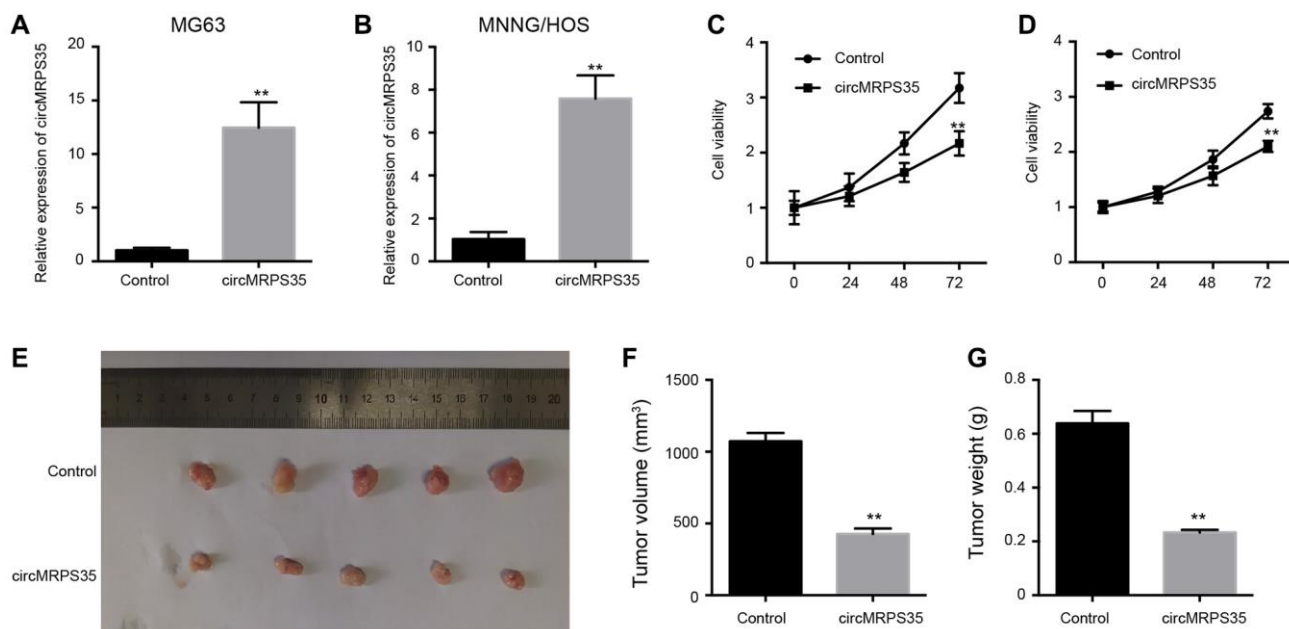 A
MG63
Relative expression of circMRPS35
20
15
10
5
0
**
Control
circMRPS35
B
MNNG/HOS
Relative expression of circMRPS35
10
8
6
4
2
0
**
Control
circMRPS35
C
Cell viability
4
3
2
1
0
Control
circMRPS35
**
0 24 48 72
D
Cell viability
4
3
2
1
0
Control
circMRPS35
**
0 24 48 72
E
1 2 3 4 5 6 7 8 9 10 11 12 13 14 15 16 17 18 19 20
Control
circMRPS35
F
Tumor volume (mm³)
1500
1000
500
0
**
Control
circMRPS35
G
Tumor weight (g)
0.8
0.6
0.4
0.2
0.0
**
Control
circMRPS35